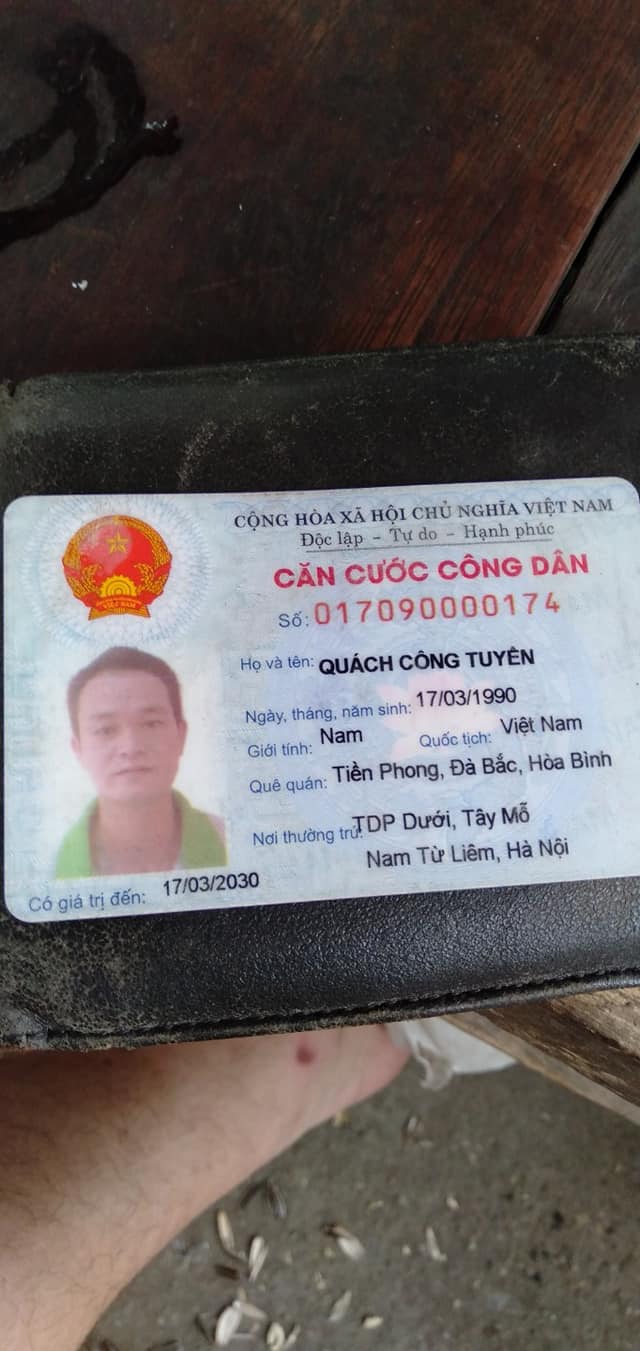 CỘNG HÒA XÃ HỘI CHỦ NGHĨA VIỆT NAM
Độc lập - Tự do - Hạnh phúc
CĂN CƯỚC CÔNG DÂN
Số: 017090000174
Họ và tên: QUÁCH CÔNG TUYÊN
Ngày, tháng, năm sinh: 17/03/1990
Giới tính: Nam Quốc tịch: Việt Nam
Quê quán: Tiền Phong, Đà Bắc, Hòa Bình
Nơi thường trú: TDP Dưới, Tây Mỗ
Nam Từ Liêm, Hà Nội
Có giá trị đến: 17/03/2030
VIỆT NAM